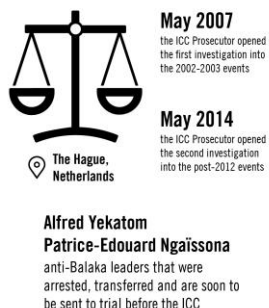 May 2007
the ICC Prosecutor opened
the first investigation into
the 2002-2003 events
May 2014
the ICC Prosecutor opened
the second investigation
into the post-2012 events
The Hague,
Netherlands
Alfred Yekatom
Patrice-Edouard Ngaïssona
anti-Balaka leaders that were
arrested, transferred and are soon to
be sent to trial before the ICC